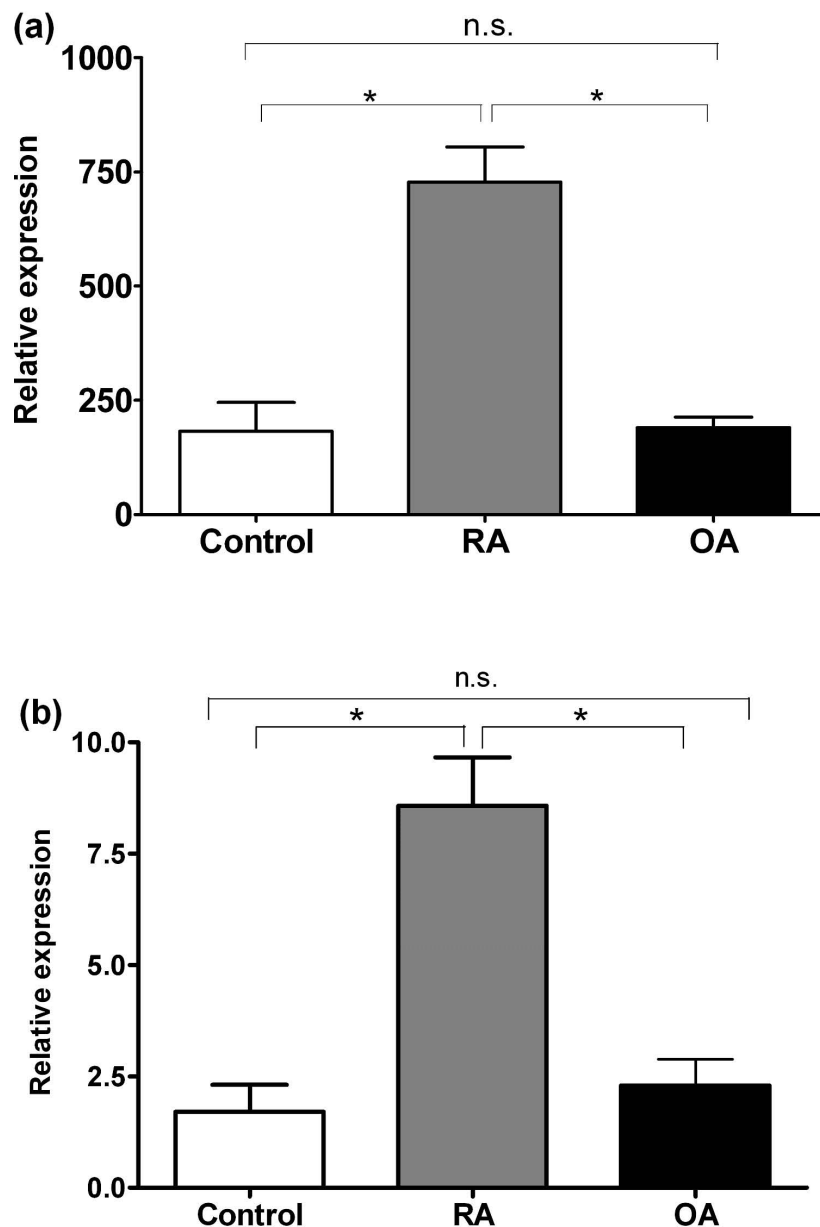 (a)
n.s.
* *
1000
750
500
250
0
Relative expression
Control RA OA
n.s.
(b)
* *
10.0
7.5
5.0
2.5
0.0
Relative expression
Control RA OA